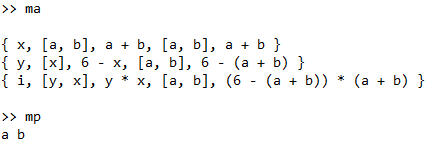 >> ma
{ x, [a, b], a + b, [a, b], a + b }
{ y, [x], 6 - x, [a, b], 6 - (a + b) }
{ i, [y, x], y * x, [a, b], (6 - (a + b)) * (a + b) }
>> mp
a b